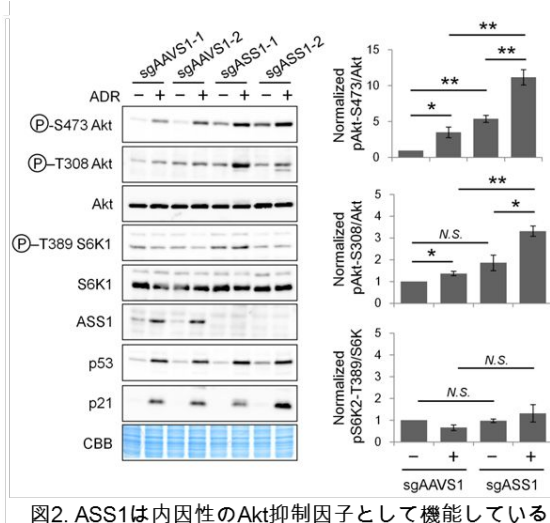 sgAAVS1-1 sgAAVS1-2 sgASS1-1 sgASS1-2
ADR − + − + − + − +
Ⓟ-S473 Akt
Ⓟ–T308 Akt
Akt
Ⓟ–T389 S6K1
S6K1
ASS1
p53
p21
CBB
Normalized
pAkt-S473/Akt
15
10
5
0
**
**
**
*
Normalized
pAkt-S308/Akt
5
4
3
2
1
0
**
*
N.S.
*
Normalized
pS6K2-T389/S6K
5
4
3
2
1
0
N.S.
N.S.
− + − +
sgAAVS1 sgASS1
図2. ASS1は内因性のAkt抑制因子として機能している